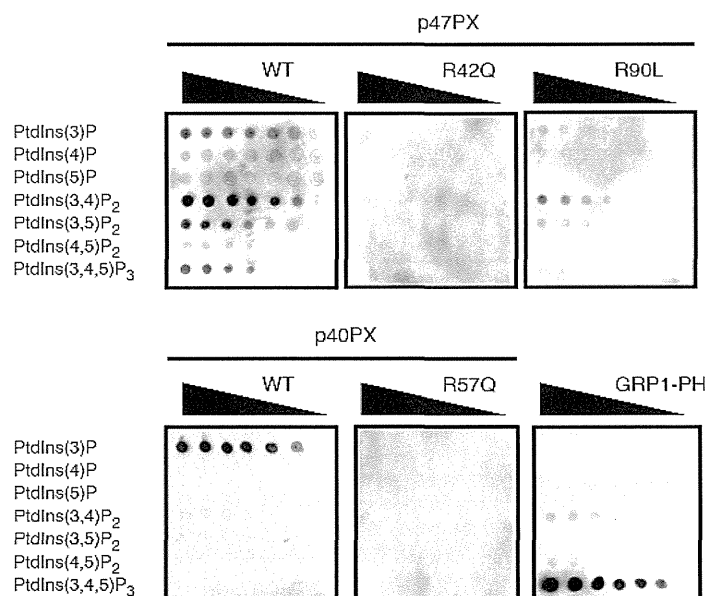 p47PX
WT R42Q R90L
PtdIns(3)P
PtdIns(4)P
PtdIns(5)P
PtdIns(3,4)P2
PtdIns(3,5)P2
PtdIns(4,5)P2
PtdIns(3,4,5)P3
p40PX
WT R57Q GRP1-PH
PtdIns(3)P
PtdIns(4)P
PtdIns(5)P
PtdIns(3,4)P2
PtdIns(3,5)P2
PtdIns(4,5)P2
PtdIns(3,4,5)P3